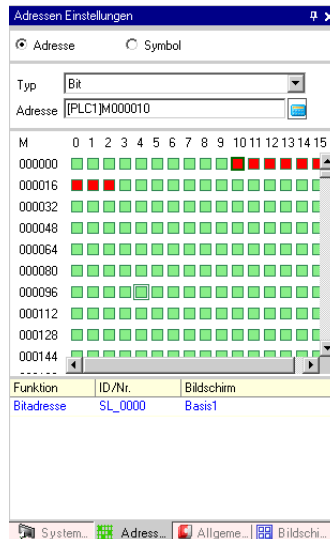 Adressen Einstellungen
Adresse Symbol
Typ Bit
Adresse [PLC1]M000010
M 0 1 2 3 4 5 6 7 8 9 10 11 12 13 14 15
000000
000016
000032
000048
000064
000080
000096
000112
000128
000144
Funktion ID/Nr. Bildschirm
Bitadresse SL_0000 Basis1
System... Adress... Allgeme... Bildschi...